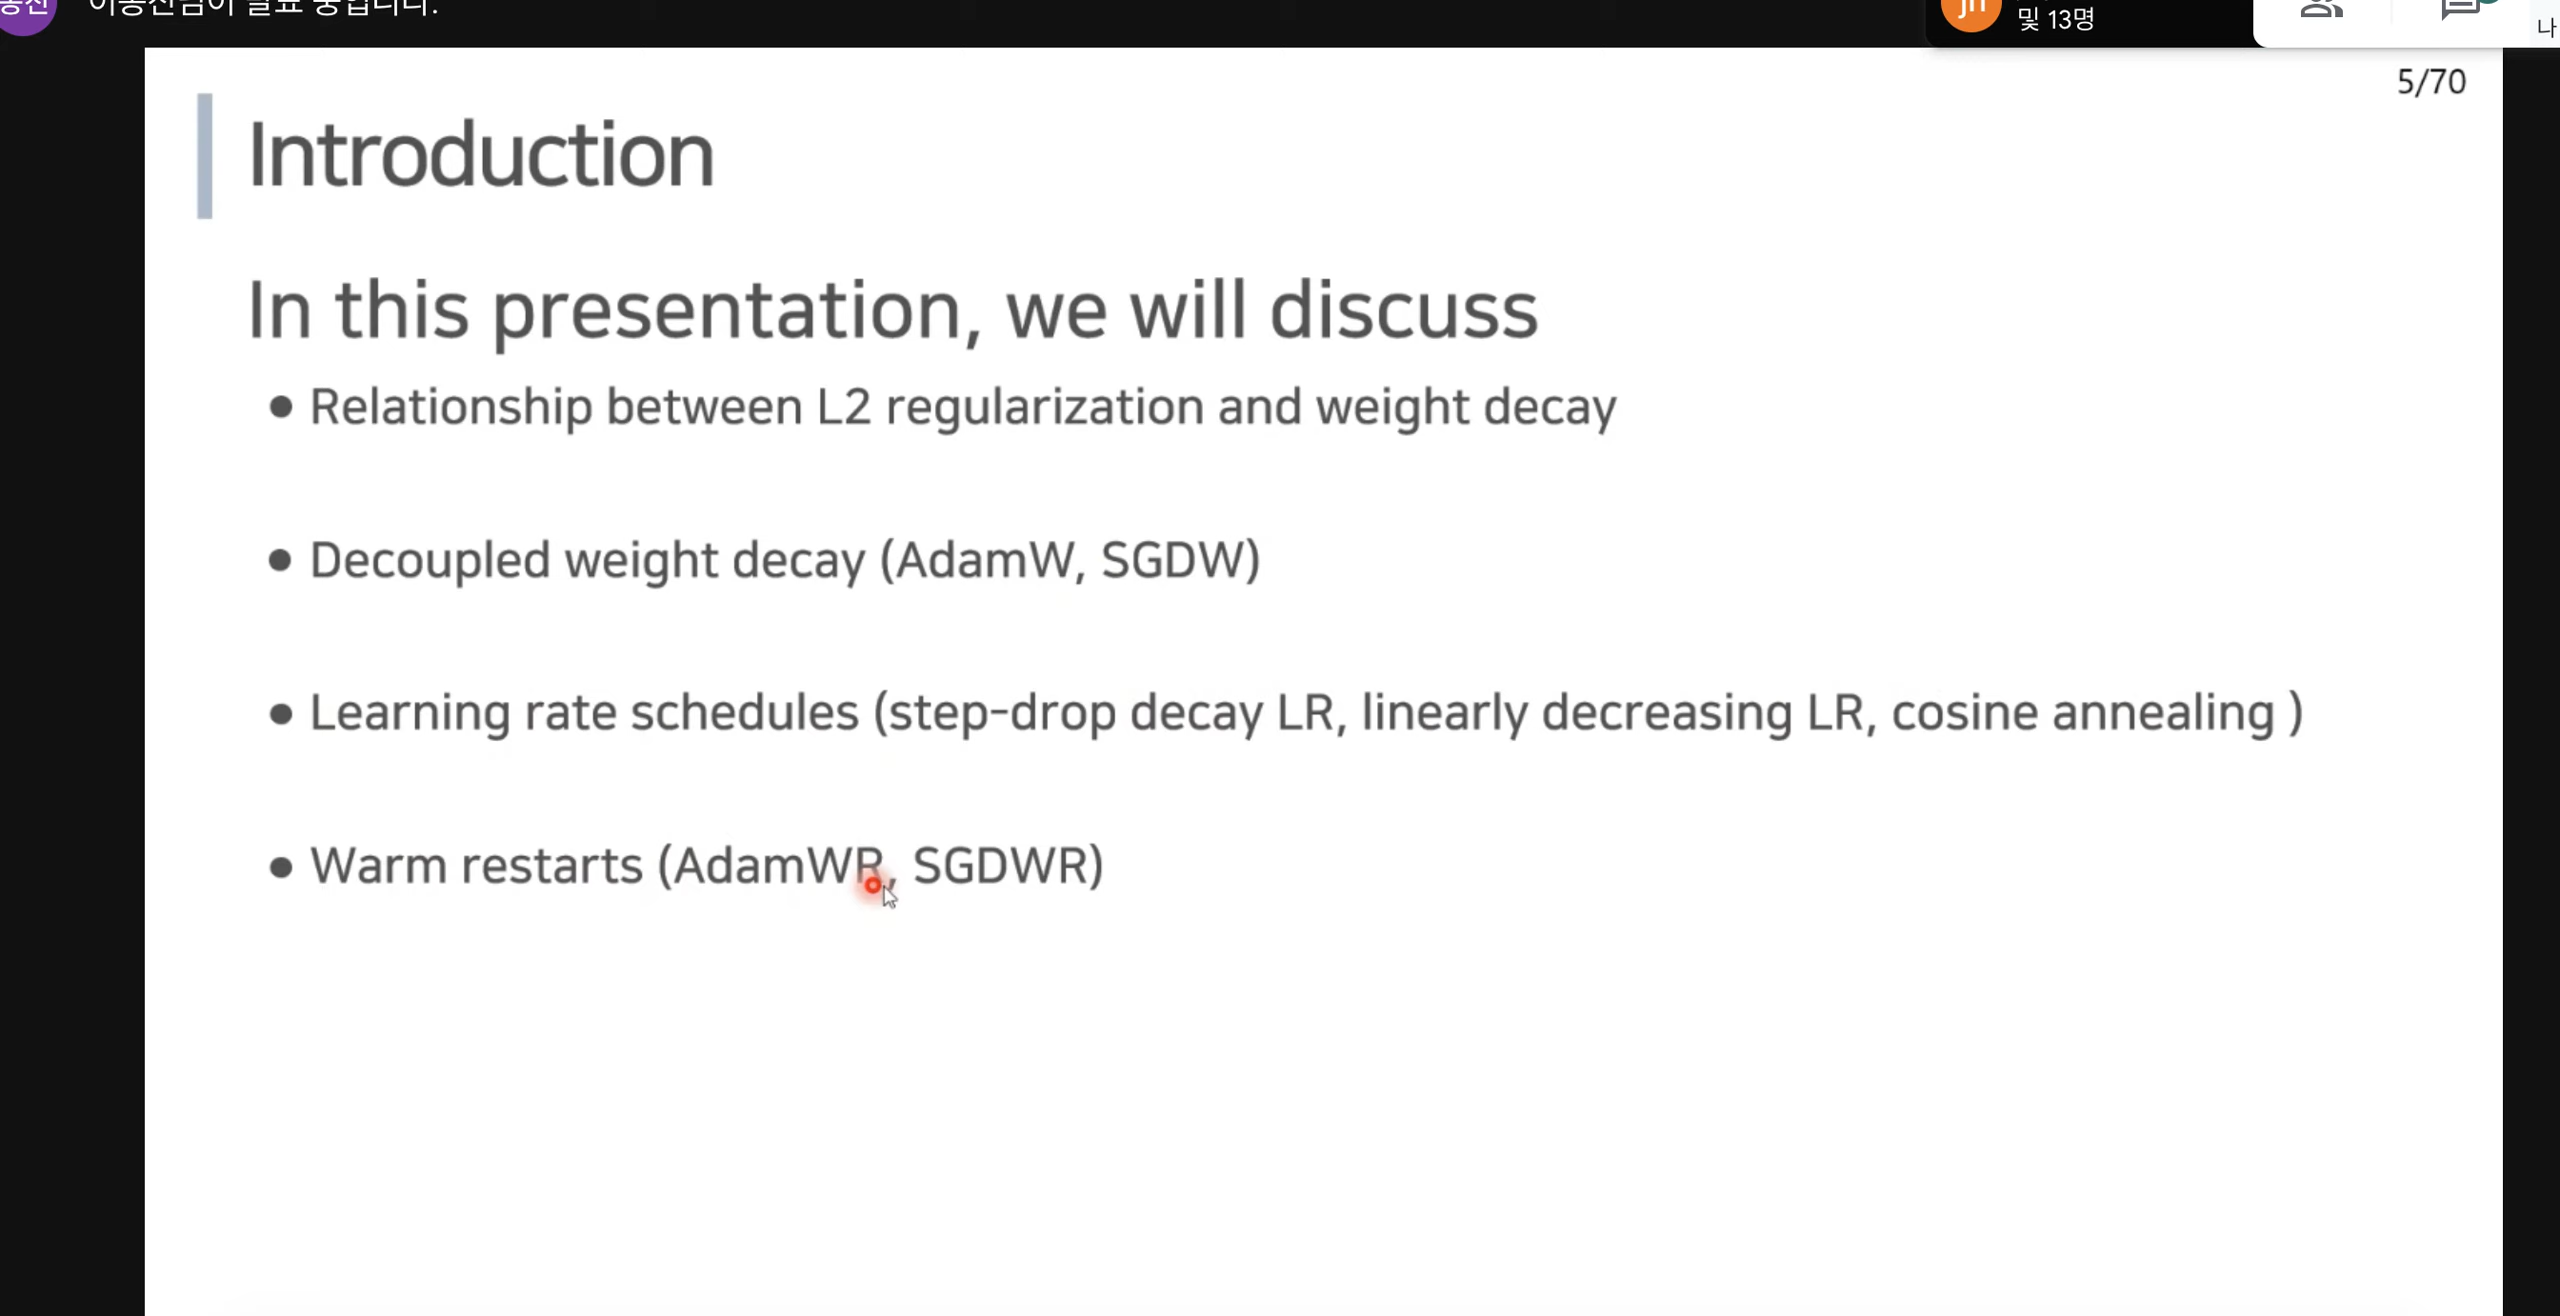 및 13명
나
5/70
Introduction
In this presentation, we will discuss
● Relationship between L2 regularization and weight decay
● Decoupled weight decay (AdamW, SGDW)
● Learning rate schedules (step-drop decay LR, linearly decreasing LR, cosine annealing )
● Warm restarts (AdamWR, SGDWR)